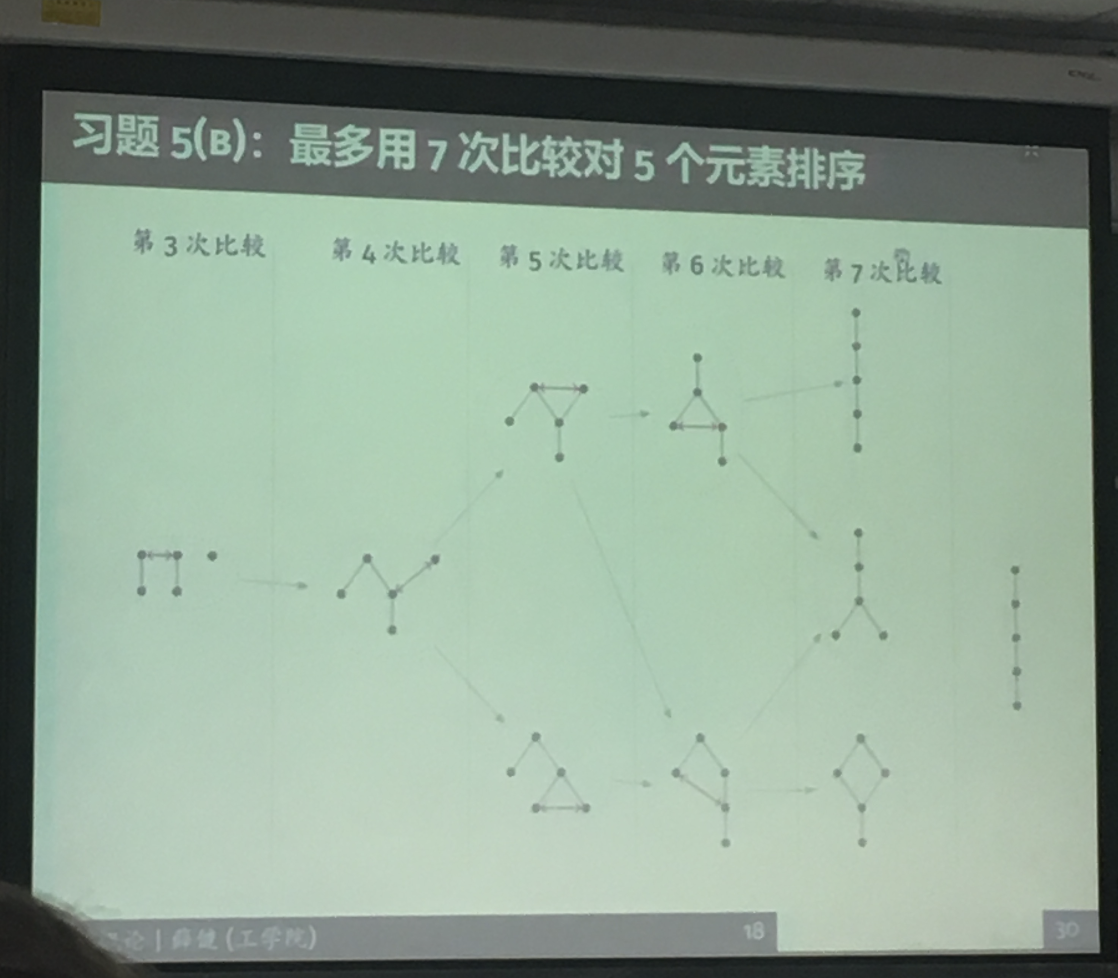 习题 5(B)：最多用 7 次比较对 5 个元素排序
第 3 次比较
第 4 次比较
第 5 次比较
第 6 次比较
第 7 次比较
论 | 薛健 (工学院)
18
30